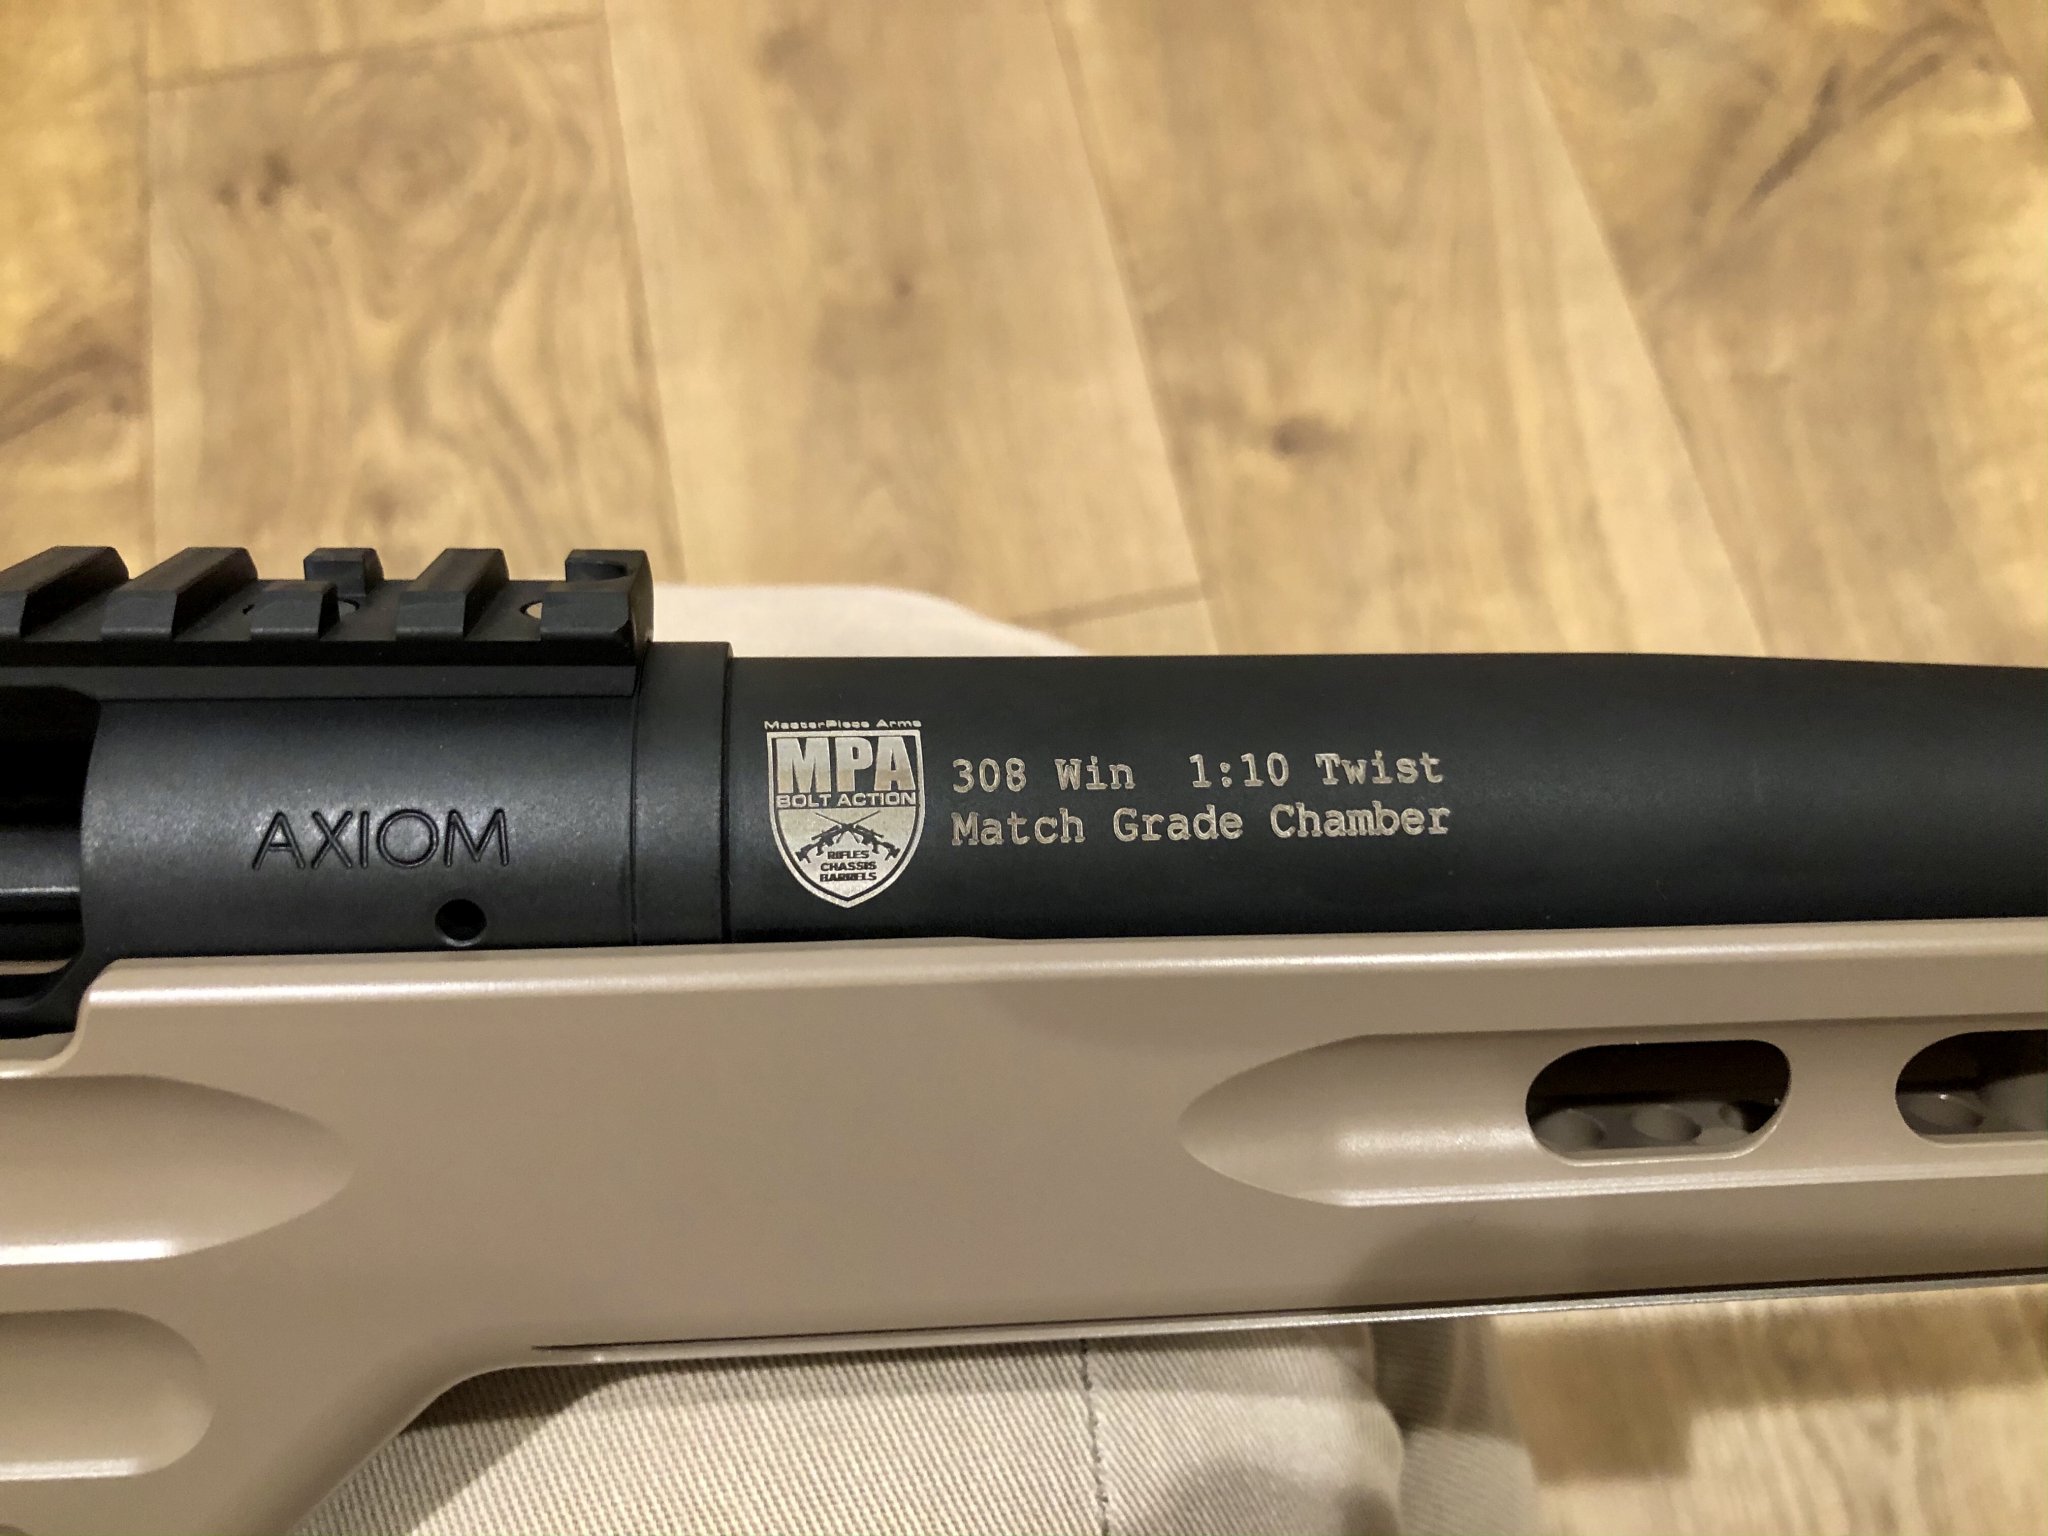 AXIOM
MasterPiece Arms
MPA
BOLT ACTION
RIFLES
CHASSIS
BARRELS
308 Win 1:10 Twist
Match Grade Chamber